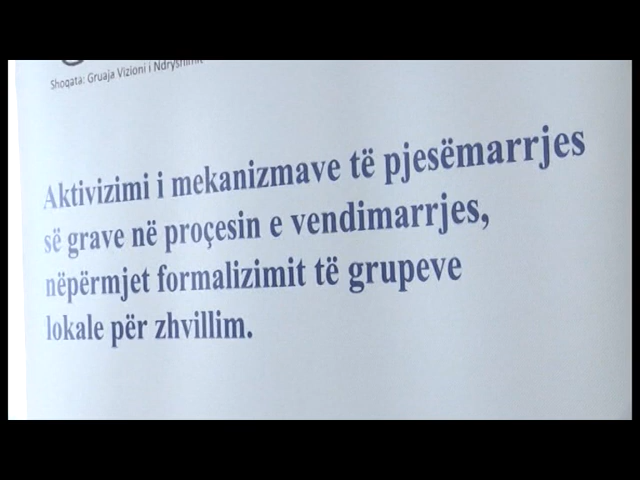 Shoqata: Gruaja Vizioni i Ndryshimit
Aktivizimi i mekanizmave të pjesëmarrjes
së grave në proçesin e vendimarrjes,
nëpërmjet formalizimit të grupeve
lokale për zhvillim.